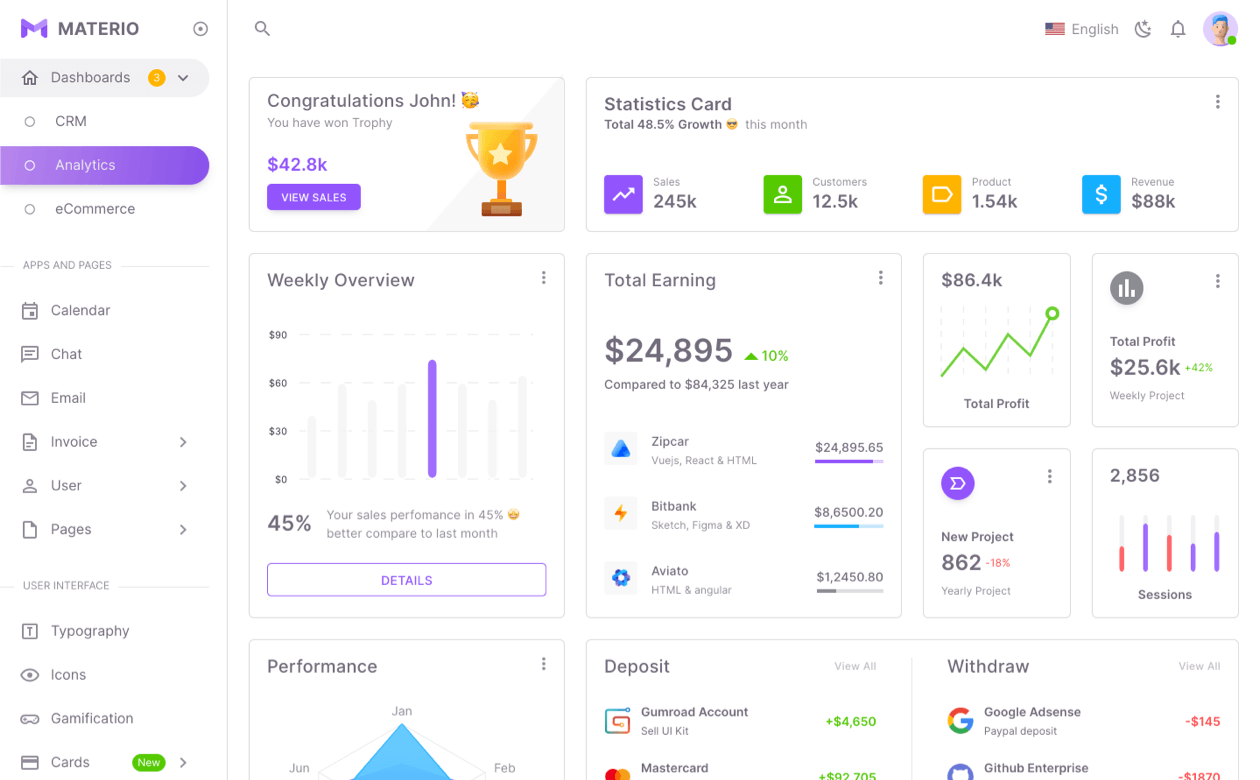 MATERIO
Dashboards 3
CRM
Analytics
eCommerce
APPS AND PAGES
Calendar
Chat
Email
Invoice
User
Pages
USER INTERFACE
Typography
Icons
Gamification
Cards New
English
Congratulations John! 🥳
You have won Trophy
$42.8k
VIEW SALES
Statistics Card
Total 48.5% Growth 😎 this month
Sales
245k
Customers
12.5k
Product
1.54k
Revenue
$88k
Weekly Overview
$90
$60
$30
$0
45%
Your sales perfomance in 45% 🤩
better compare to last month
DETAILS
Total Earning
$24,895 10%
Compared to $84,325 last year
Zipcar
Vuejs, React & HTML
$24,895.65
Bitbank
Sketch, Figma & XD
$8,6500.20
Aviato
HTML & angular
$1,2450.80
$86.4k
Total Profit
Total Profit
$25.6k +42%
Weekly Project
New Project
862 -18%
Yearly Project
2,856
Sessions
Performance
Jan
Jun
Feb
Deposit
View All
Gumroad Account
Sell UI Kit
+$4,650
Mastercard
+$92,705
Withdraw
View All
Google Adsense
Paypal deposit
-$145
Github Enterprise
-$1870